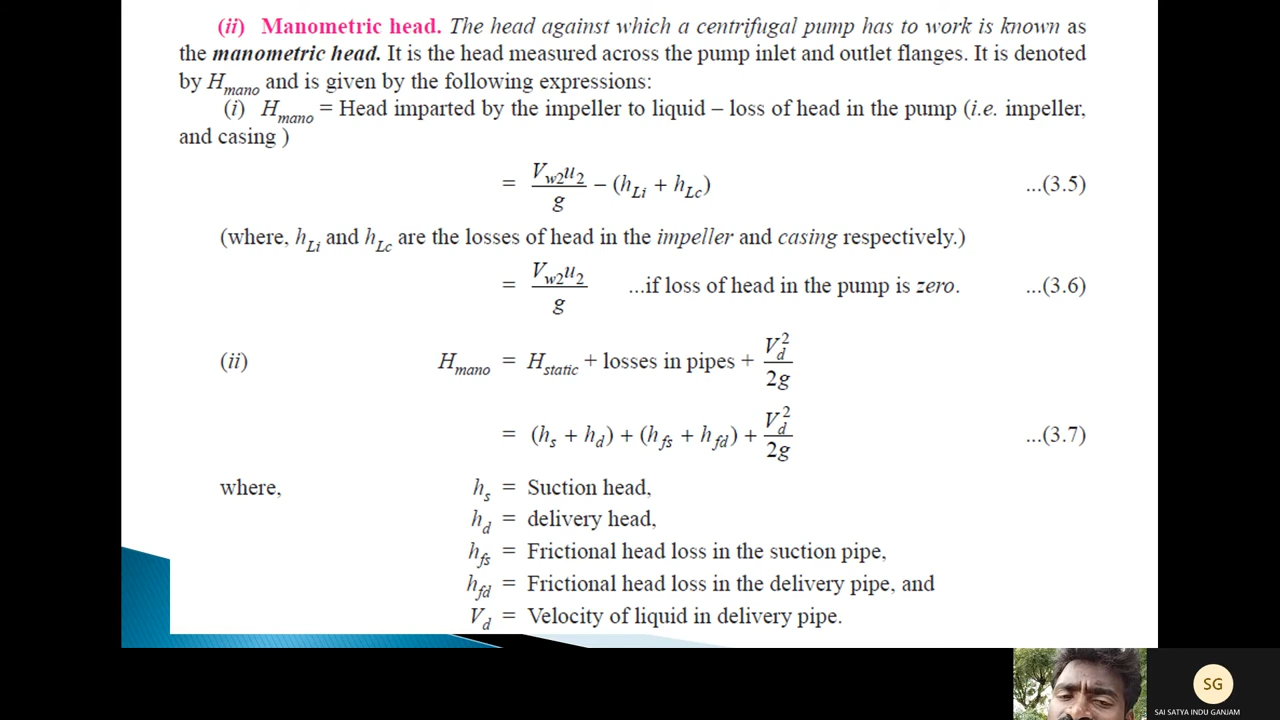 (ii) Manometric head. The head against which a centrifugal pump has to work is known as
the manometric head. It is the head measured across the pump inlet and outlet flanges. It is denoted
by H_mano and is given by the following expressions:
(i) H_mano = Head imparted by the impeller to liquid – loss of head in the pump (i.e. impeller,
and casing )
= V_w2 u_2 / g – (h_Li + h_Lc) ...(3.5)
(where, h_Li and h_Lc are the losses of head in the impeller and casing respectively.)
= V_w2 u_2 / g ...if loss of head in the pump is zero. ...(3.6)
(ii) H_mano = H_static + losses in pipes + V_d^2 / 2g
= (h_s + h_d) + (h_fs + h_fd) + V_d^2 / 2g ...(3.7)
where, h_s = Suction head,
h_d = delivery head,
h_fs = Frictional head loss in the suction pipe,
h_fd = Frictional head loss in the delivery pipe, and
V_d = Velocity of liquid in delivery pipe.
SG
SAI SATYA INDU GANJAM